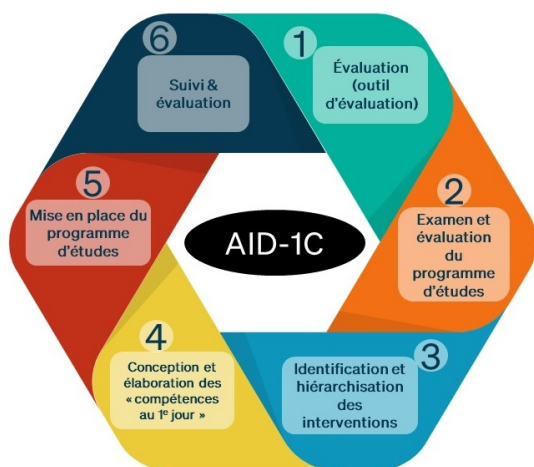 1
Évaluation
(outil
d'évaluation)
2
Examen et
évaluation
du
programme
d'études
3
Identification et
hiérarchisation
des
interventions
4
Conception et
élaboration des
« compétences
au 1e jour »
5
Mise en place du
programme
d'études
6
Suivi &
évaluation
AID-1C